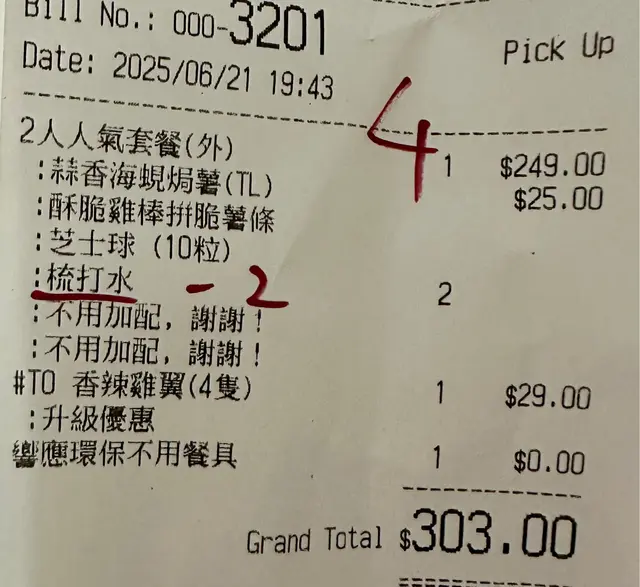 Bill No.: 000-3201
Pick Up
Date: 2025/06/21 19:43
4
2人人氣套餐(外) 1 $249.00
:蒜香海蜆焗薯(TL) $25.00
:酥脆雞棒拼脆薯條
:芝士球 (10粒)
:梳打水 - 2 2
:不用加配, 謝謝!
:不用加配, 謝謝!
#TO 香辣雞翼(4隻) 1 $29.00
:升級優惠
響應環保不用餐具 1 $0.00
Grand Total $303.00